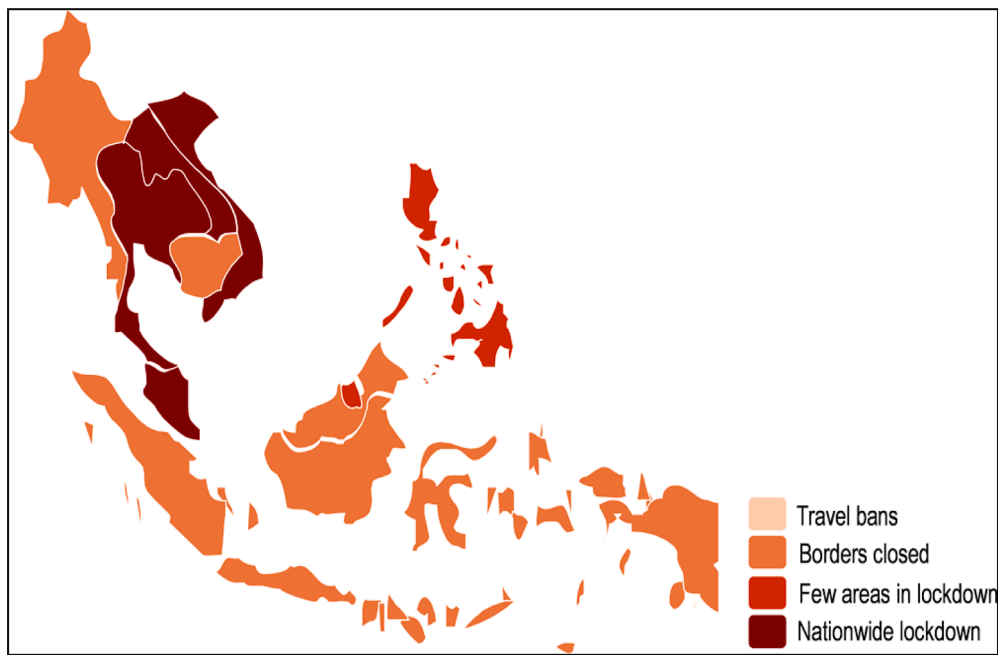 Travel bans
Borders closed
Few areas in lockdown
Nationwide lockdown